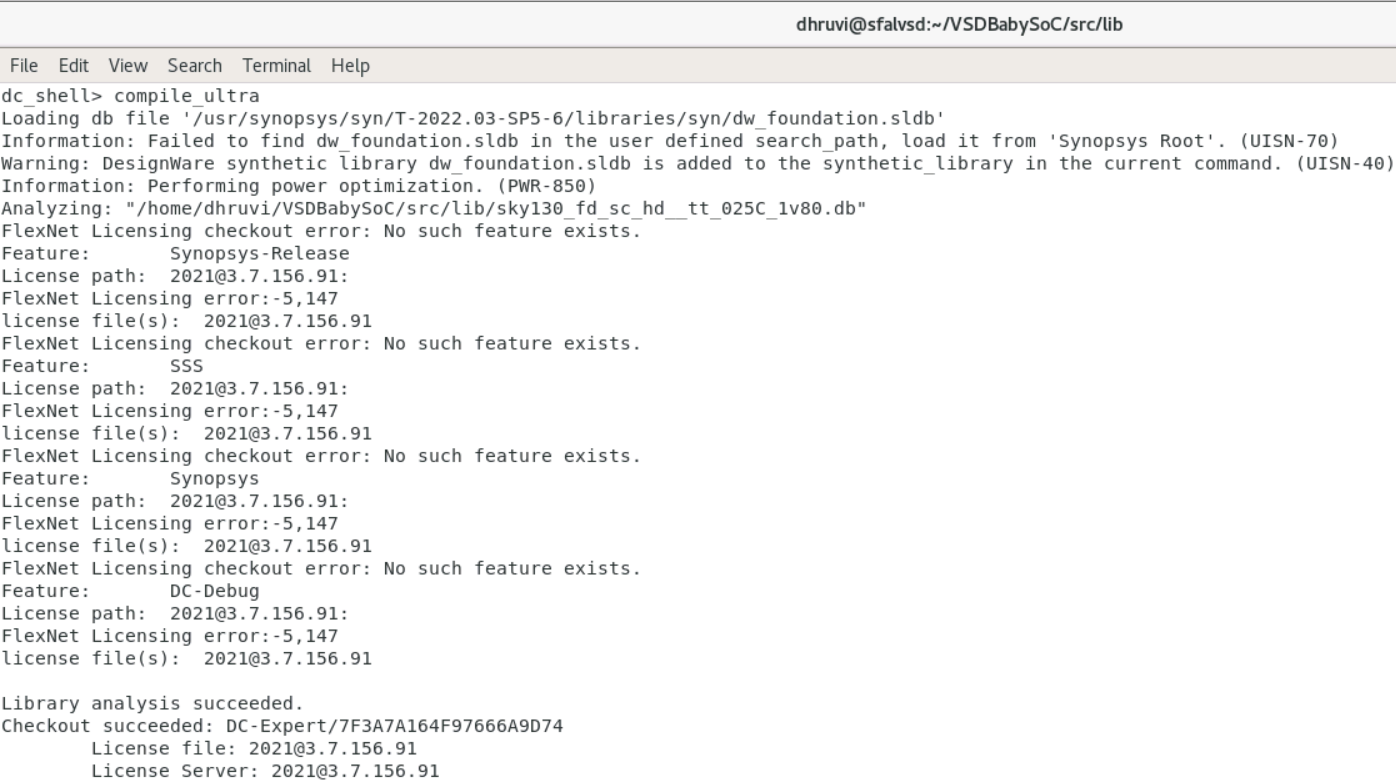 dhruvi@sfalvsd:~/VSDBabySoC/src/lib
File Edit View Search Terminal Help
dc_shell> compile_ultra
Loading db file '/usr/synopsys/syn/T-2022.03-SP5-6/libraries/syn/dw_foundation.sldb'
Information: Failed to find dw_foundation.sldb in the user defined search_path, load it from 'Synopsys Root'. (UISN-70)
Warning: DesignWare synthetic library dw_foundation.sldb is added to the synthetic_library in the current command. (UISN-40)
Information: Performing power optimization. (PWR-850)
Analyzing: "/home/dhruvi/VSDBabySoC/src/lib/sky130_fd_sc_hd__tt_025C_1v80.db"
FlexNet Licensing checkout error: No such feature exists.
Feature:       Synopsys-Release
License path:  2021@3.7.156.91:
FlexNet Licensing error:-5,147
license file(s):  2021@3.7.156.91
FlexNet Licensing checkout error: No such feature exists.
Feature:       SSS
License path:  2021@3.7.156.91:
FlexNet Licensing error:-5,147
license file(s):  2021@3.7.156.91
FlexNet Licensing checkout error: No such feature exists.
Feature:       Synopsys
License path:  2021@3.7.156.91:
FlexNet Licensing error:-5,147
license file(s):  2021@3.7.156.91
FlexNet Licensing checkout error: No such feature exists.
Feature:       DC-Debug
License path:  2021@3.7.156.91:
FlexNet Licensing error:-5,147
license file(s):  2021@3.7.156.91
Library analysis succeeded.
Checkout succeeded: DC-Expert/7F3A7A164F97666A9D74
        License file: 2021@3.7.156.91
        License Server: 2021@3.7.156.91